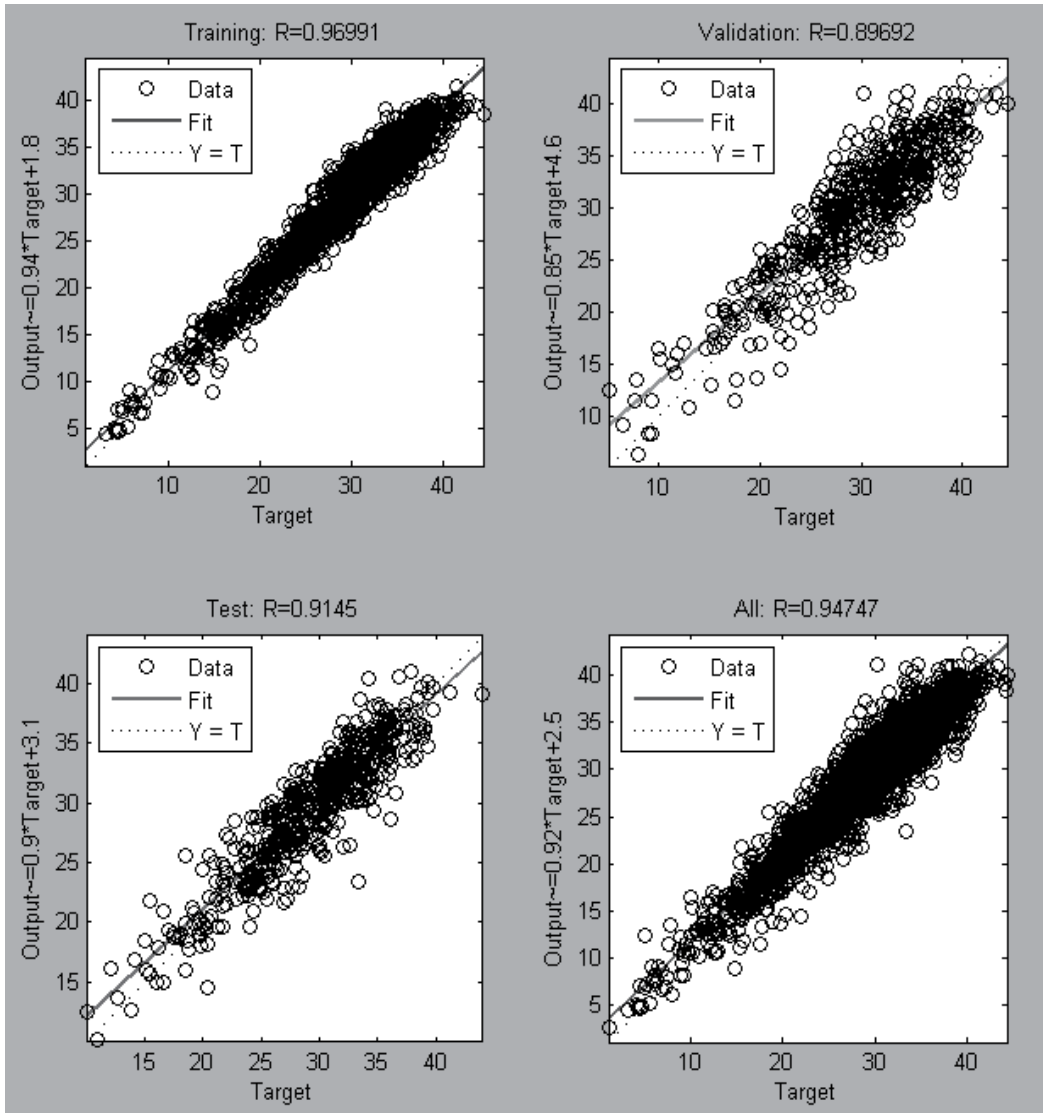 Training: R=0.96991
Data
Fit
Y = T
Output~=0.94*Target+1.8
40
35
30
25
20
15
10
5
10
20
30
40
Target
Validation: R=0.89692
Data
Fit
Y = T
Output~=0.85*Target+4.6
40
35
30
25
20
15
10
10
20
30
40
Target
Test: R=0.9145
Data
Fit
Y = T
Output~=0.9*Target+3.1
40
35
30
25
20
15
15
20
25
30
35
40
Target
All: R=0.94747
Data
Fit
Y = T
Output~=0.92*Target+2.5
40
35
30
25
20
15
10
5
10
20
30
40
Target